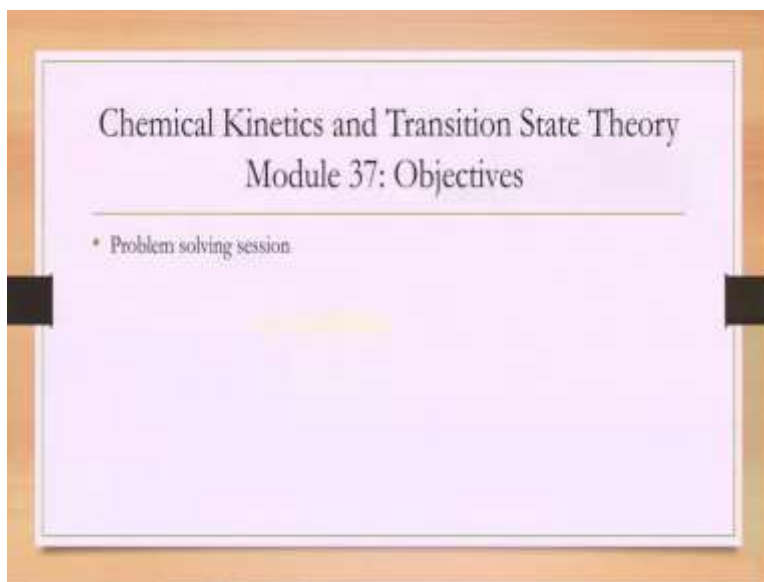 Chemical Kinetics and Transition State Theory
Module 37: Objectives
• Problem solving session